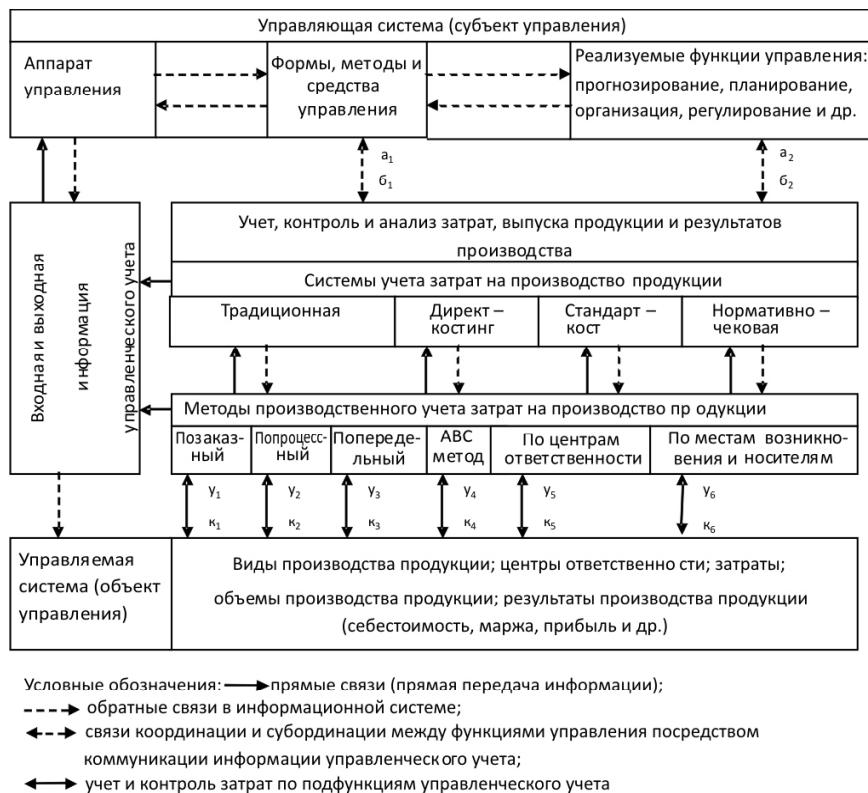 Управляющая система (субъект управления)
Аппарат
управления
Формы, методы и
средства
управления
Реализуемые функции управления:
прогнозирование, планирование,
организация, регулирование и др.
а₁
б₁
а₂
б₂
Входная и выходная
информация
управленческого учета
Учет, контроль и анализ затрат, выпуска продукции и результатов
производства
Системы учета затрат на производство продукции
Традиционная
Директ –
костинг
Стандарт –
кост
Нормативно –
чековая
Методы производственного учета затрат на производство пр одукции
Позаказ-
ный
Попроцесс-
ный
Попереде-
льный
АВС
метод
По центрам
ответственности
По местам возникно-
вения и носителям
у₁ у₂ у₃ у₄ у₅ у₆
к₁ к₂ к₃ к₄ к₅ к₆
Управляемая
система (объект
управления)
Виды производства продукции; центры ответственно сти; затраты;
объемы производства продукции; результаты производства продукции
(себестоимость, маржа, прибыль и др.)
Условные обозначения: прямые связи (прямая передача информации);
обратные связи в информационной системе;
связи координации и субординации между функциями управления посредством
коммуникации информации управленческого учета;
учет и контроль затрат по подфункциям управленческого учета